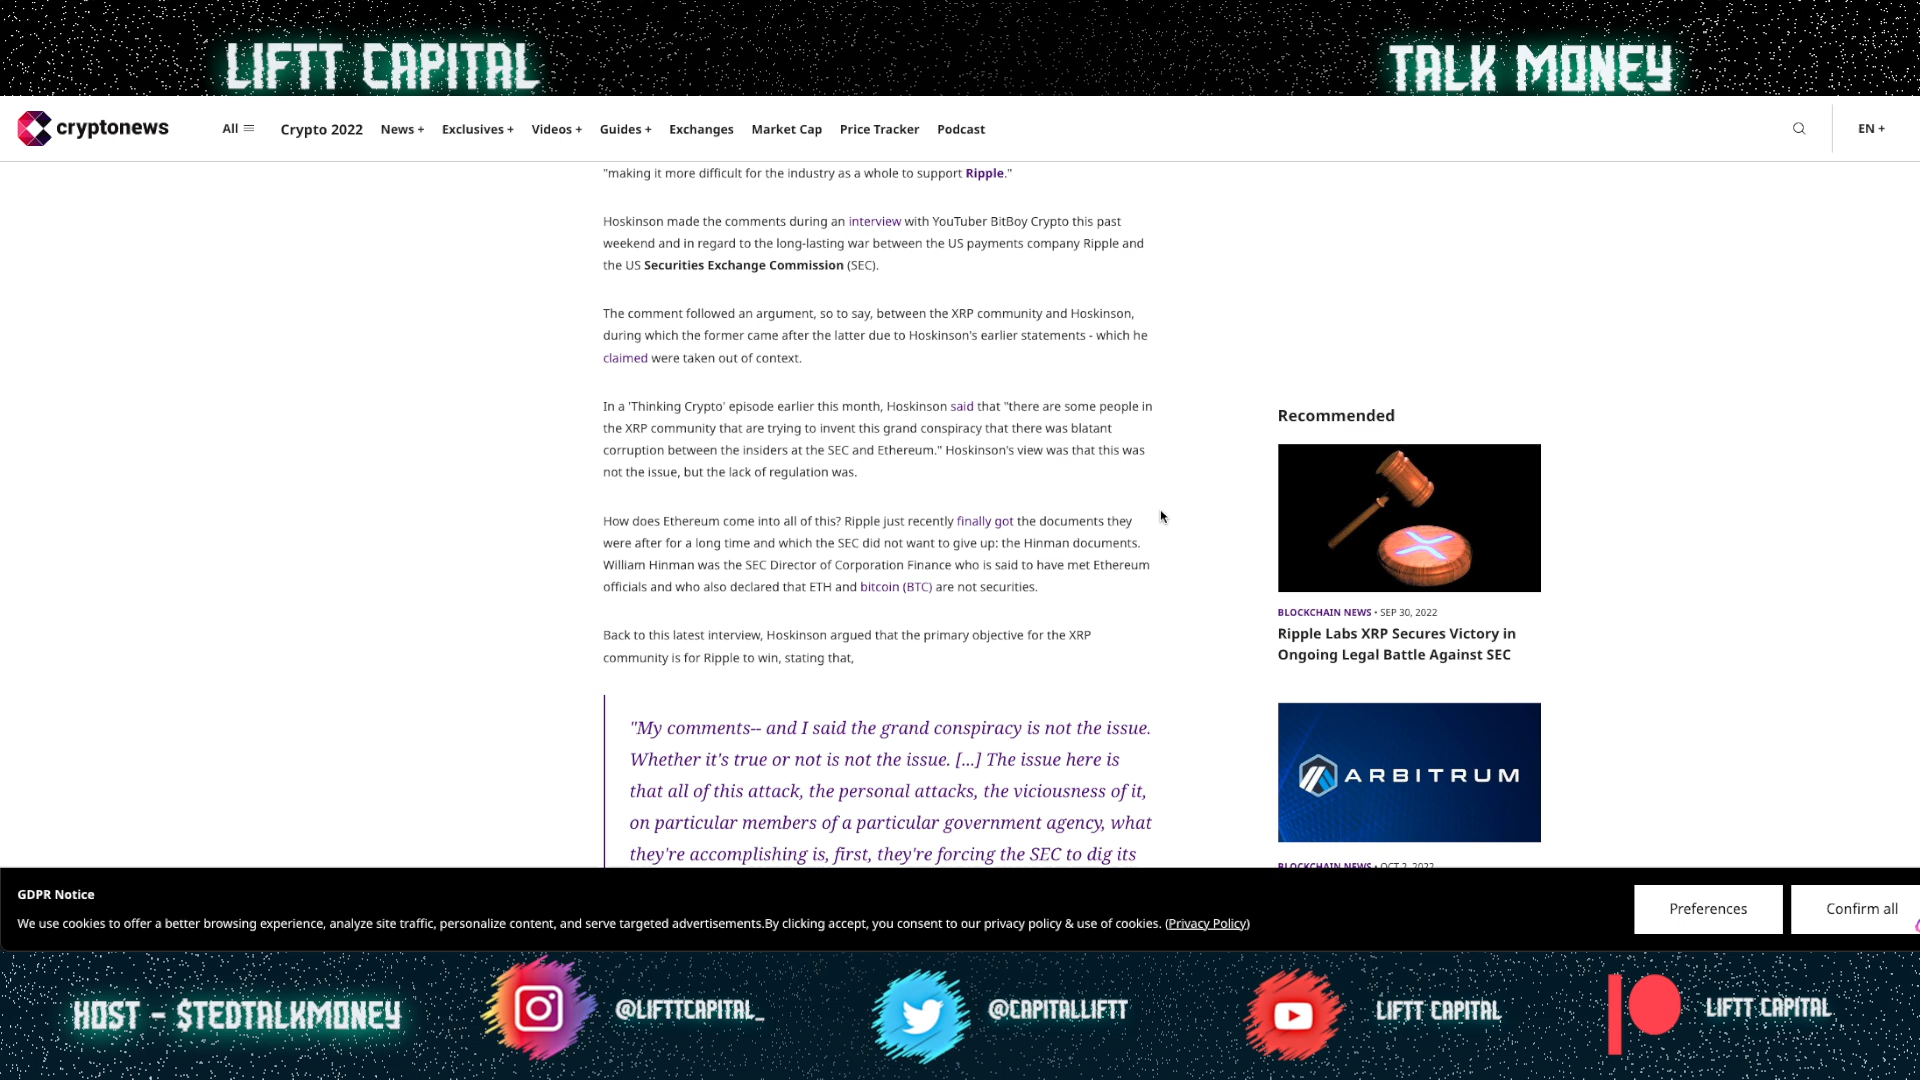 LIFTT CAPITAL
TALK MONEY
cryptonews
All
Crypto 2022
News +
Exclusives +
Videos +
Guides +
Exchanges
Market Cap
Price Tracker
Podcast
EN +
"making it more difficult for the industry as a whole to support Ripple."
Hoskinson made the comments during an interview with YouTuber BitBoy Crypto this past
weekend and in regard to the long-lasting war between the US payments company Ripple and
the US Securities Exchange Commission (SEC).
The comment followed an argument, so to say, between the XRP community and Hoskinson,
during which the former came after the latter due to Hoskinson's earlier statements - which he
claimed were taken out of context.
In a 'Thinking Crypto' episode earlier this month, Hoskinson said that "there are some people in
the XRP community that are trying to invent this grand conspiracy that there was blatant
corruption between the insiders at the SEC and Ethereum." Hoskinson's view was that this was
not the issue, but the lack of regulation was.
How does Ethereum come into all of this? Ripple just recently finally got the documents they
were after for a long time and which the SEC did not want to give up: the Hinman documents.
William Hinman was the SEC Director of Corporation Finance who is said to have met Ethereum
officials and who also declared that ETH and bitcoin (BTC) are not securities.
Back to this latest interview, Hoskinson argued that the primary objective for the XRP
community is for Ripple to win, stating that,
"My comments-- and I said the grand conspiracy is not the issue.
Whether it's true or not is not the issue. [...] The issue here is
that all of this attack, the personal attacks, the viciousness of it,
on particular members of a particular government agency, what
they're accomplishing is, first, they're forcing the SEC to dig its
Recommended
BLOCKCHAIN NEWS • SEP 30, 2022
Ripple Labs XRP Secures Victory in
Ongoing Legal Battle Against SEC
ARBITRUM
BLOCKCHAIN NEWS • OCT 2, 2022
GDPR Notice
We use cookies to offer a better browsing experience, analyze site traffic, personalize content, and serve targeted advertisements.By clicking accept, you consent to our privacy policy & use of cookies. (Privacy Policy)
Preferences
Confirm all
HOST - $TEDTALKMONEY
@LIFTTCAPITAL_
@CAPITALLIFTT
LIFTT CAPITAL
LIFTT CAPITAL